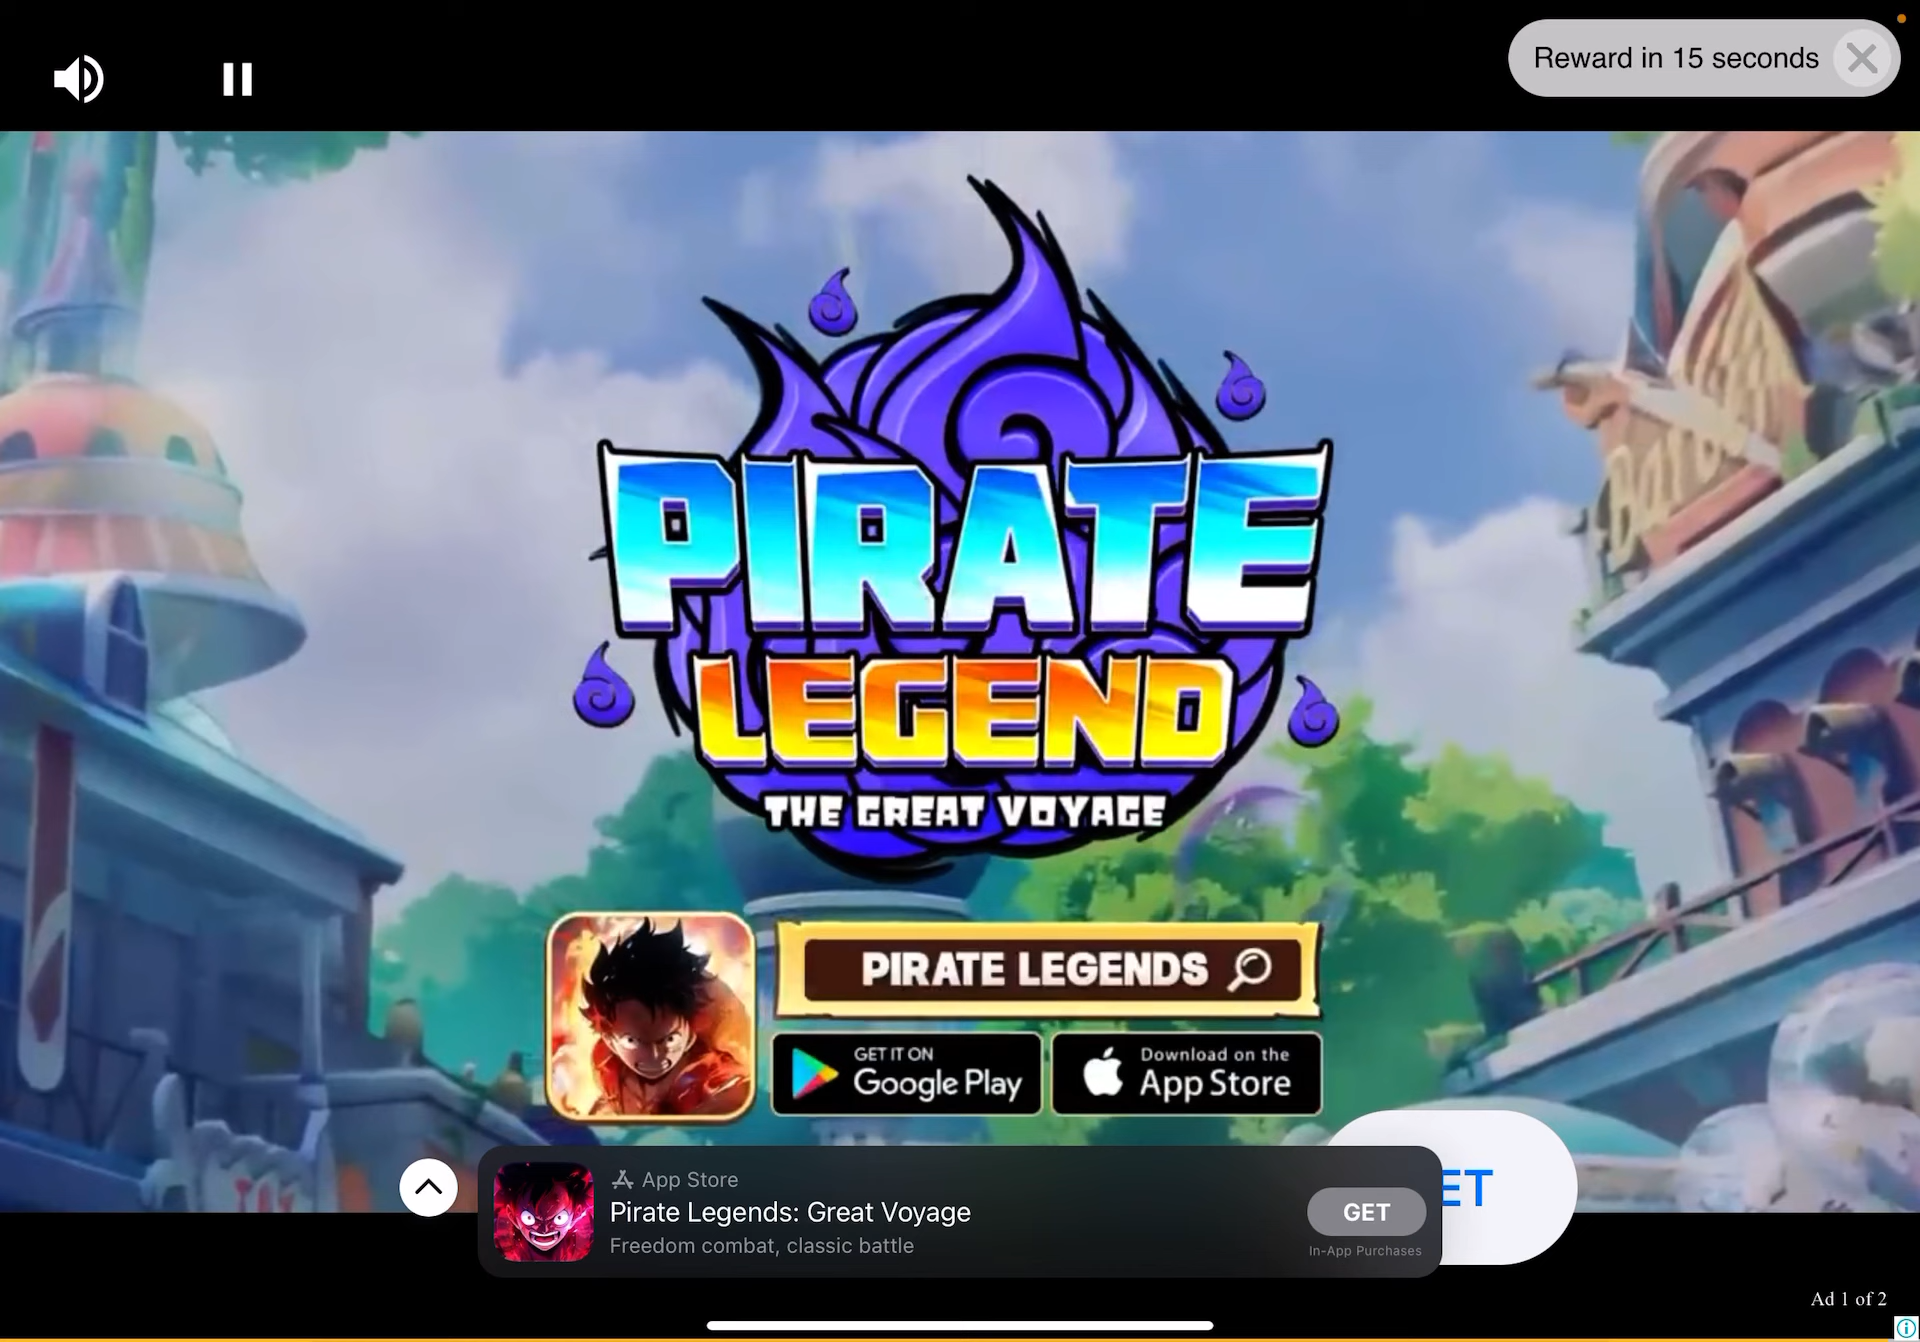 Reward in 15 seconds
PIRATE
LEGEND
THE GREAT VOYAGE
PIRATE LEGENDS
GET IT ON
Google Play
Download on the
App Store
App Store
Pirate Legends: Great Voyage
Freedom combat, classic battle
GET
In-App Purchases
ET
Ad 1 of 2